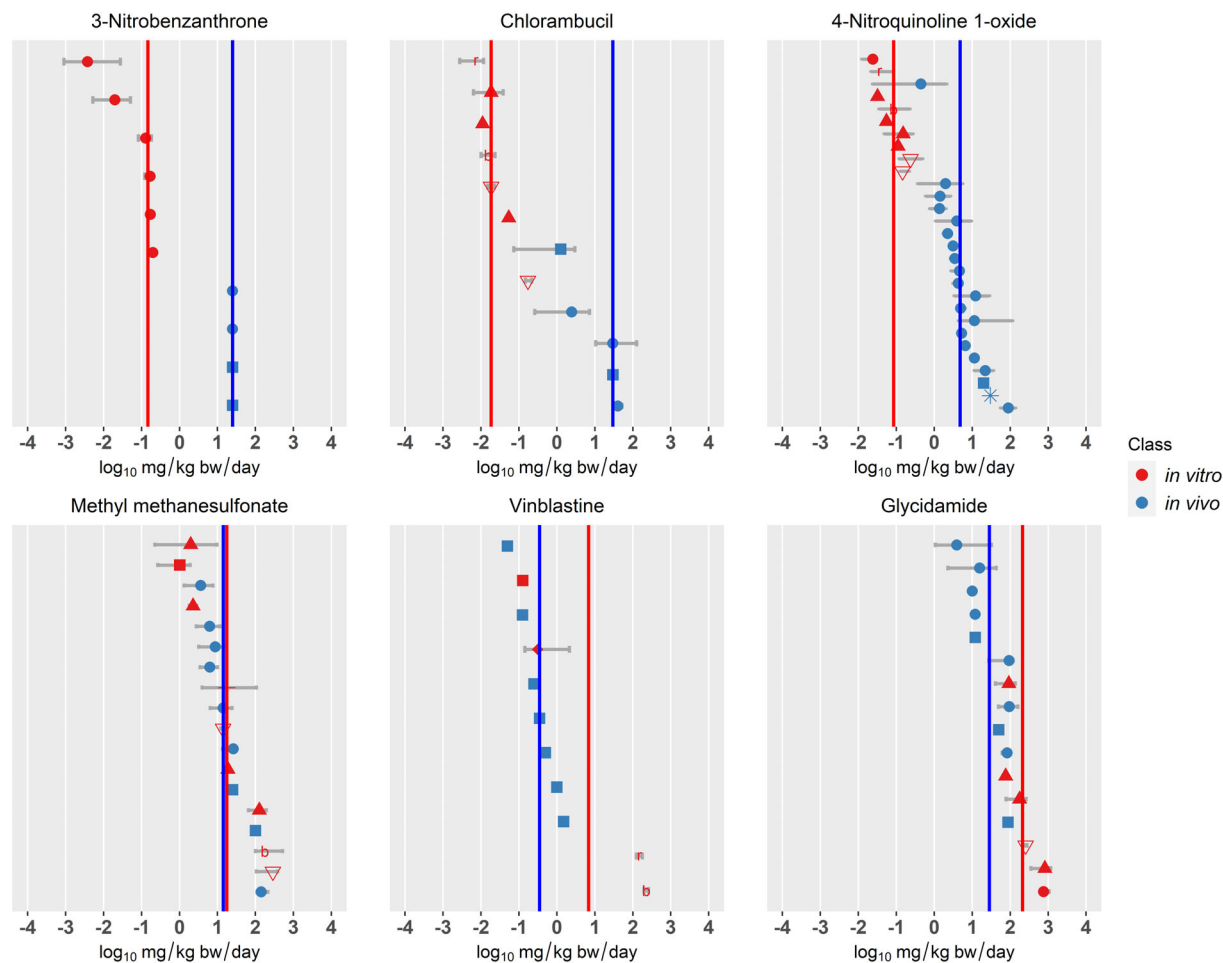 3-Nitrobenzanthrone
Chlorambucil
4-Nitroquinoline 1-oxide
r
r
b
b
-4 -3 -2 -1 0 1 2 3 4
-4 -3 -2 -1 0 1 2 3 4
-4 -3 -2 -1 0 1 2 3 4
log10 mg/kg bw/day
log10 mg/kg bw/day
log10 mg/kg bw/day
Class
in vitro
in vivo
Methyl methanesulfonate
Vinblastine
Glycidamide
b
r
b
-4 -3 -2 -1 0 1 2 3 4
-4 -3 -2 -1 0 1 2 3 4
-4 -3 -2 -1 0 1 2 3 4
log10 mg/kg bw/day
log10 mg/kg bw/day
log10 mg/kg bw/day